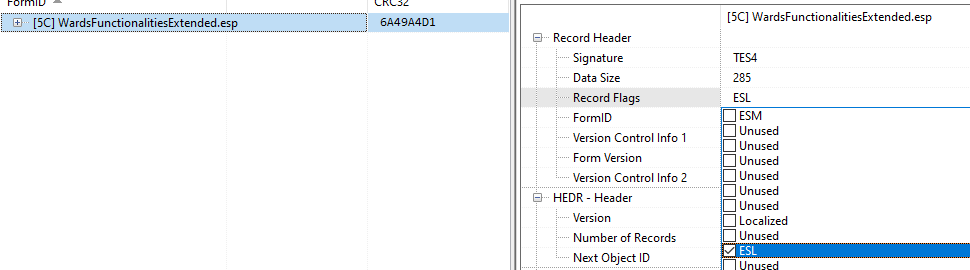 FormID CRC32
[5C] WardsFunctionalitiesExtended.esp 6A49A4D1
[5C] WardsFunctionalitiesExtended.esp
Record Header
Signature TES4
Data Size 285
Record Flags ESL
FormID
Version Control Info 1
Form Version
Version Control Info 2
HEDR - Header
Version
Number of Records
Next Object ID
ESM
Unused
Unused
Unused
Unused
Unused
Unused
Localized
Unused
ESL
Unused